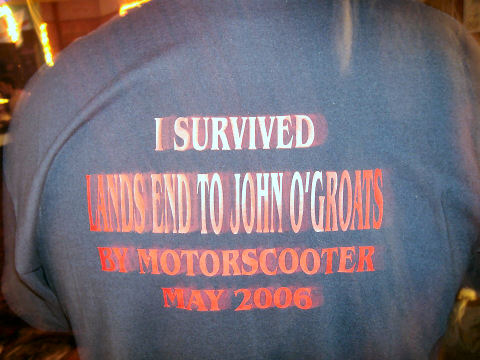 I SURVIVED
LANDS END TO JOHN O'GROATS
BY MOTORSCOOTER
MAY 2006